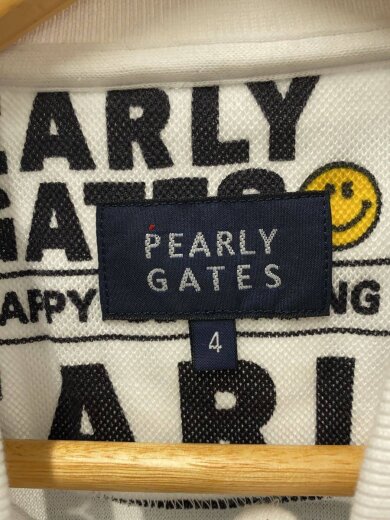 EARLY
GATES
PEARLY
GATES
APPY
NG
4
ARL